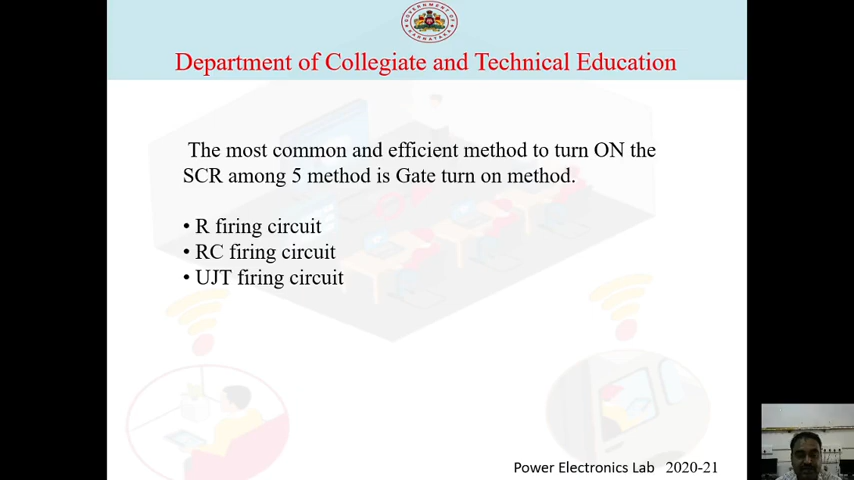 Department of Collegiate and Technical Education
The most common and efficient method to turn ON the
SCR among 5 method is Gate turn on method.
• R firing circuit
• RC firing circuit
• UJT firing circuit
Power Electronics Lab 2020-21